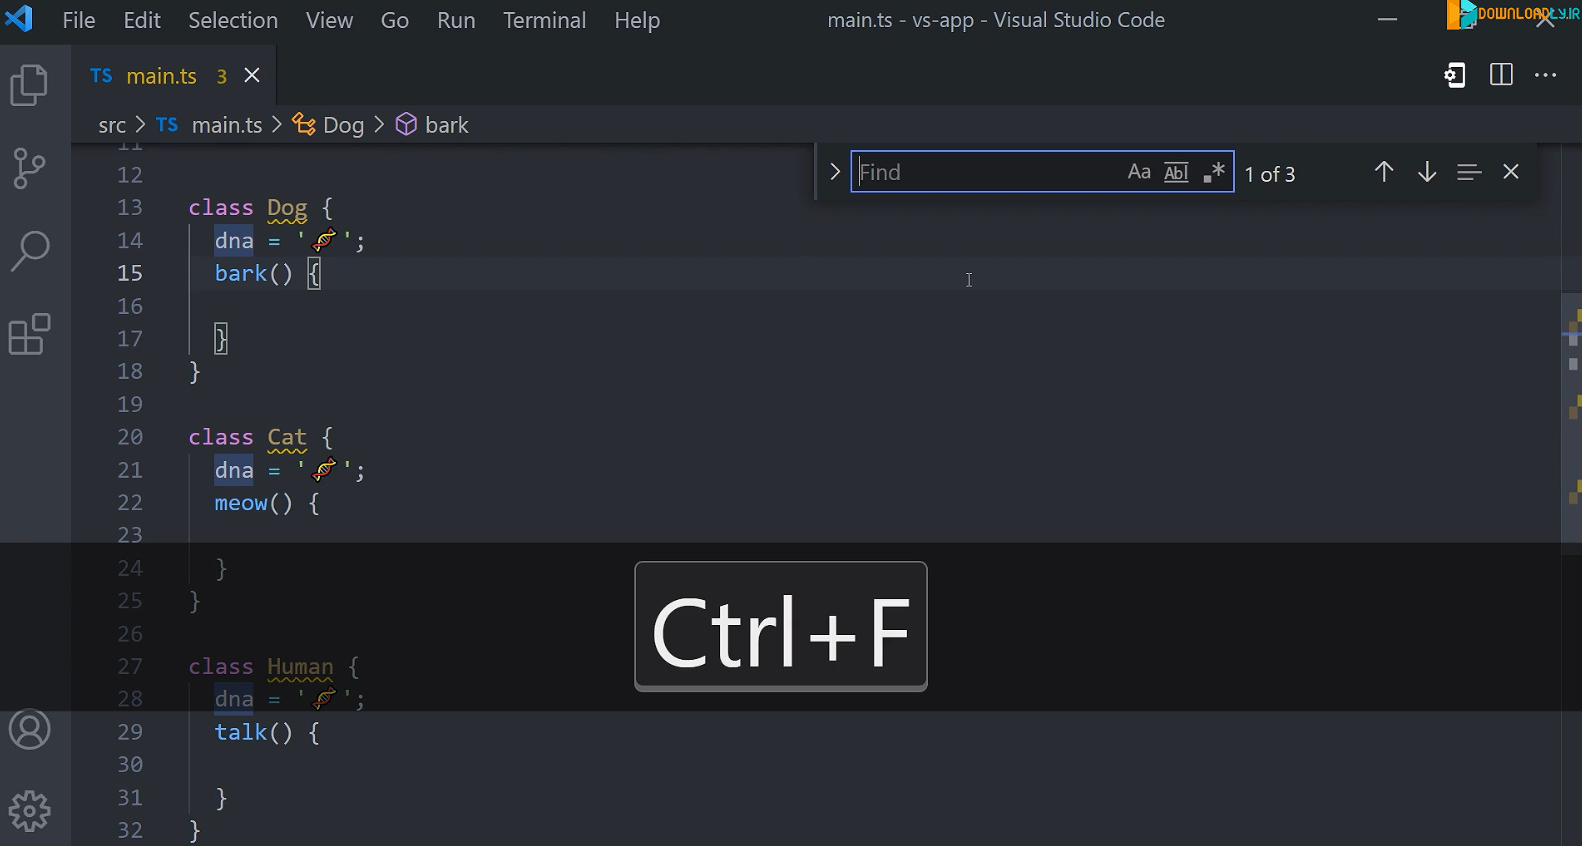 File Edit Selection View Go Run Terminal Help main.ts - vs-app - Visual Studio Code
DOWNLOADLY.IR
TS main.ts 3
src > TS main.ts > Dog > bark
Find Aa Abl .* 1 of 3
11
12
13 class Dog {
14 dna = '🧬';
15 bark() {
16
17 }
18 }
19
20 class Cat {
21 dna = '🧬';
22 meow() {
23
24 }
25 }
26
27 class Human {
28 dna = '🧬';
29 talk() {
30
31 }
32 }
Ctrl+F